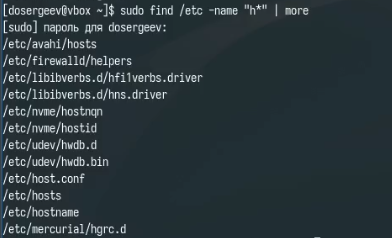 [dosergeev@vbox ~]$ sudo find /etc -name "h*" | more
[sudo] пароль для dosergeev:
/etc/avahi/hosts
/etc/firewalld/helpers
/etc/libibverbs.d/hfi1verbs.driver
/etc/libibverbs.d/hns.driver
/etc/nvme/hostnqn
/etc/nvme/hostid
/etc/udev/hwdb.d
/etc/udev/hwdb.bin
/etc/host.conf
/etc/hosts
/etc/hostname
/etc/mercurial/hgrc.d